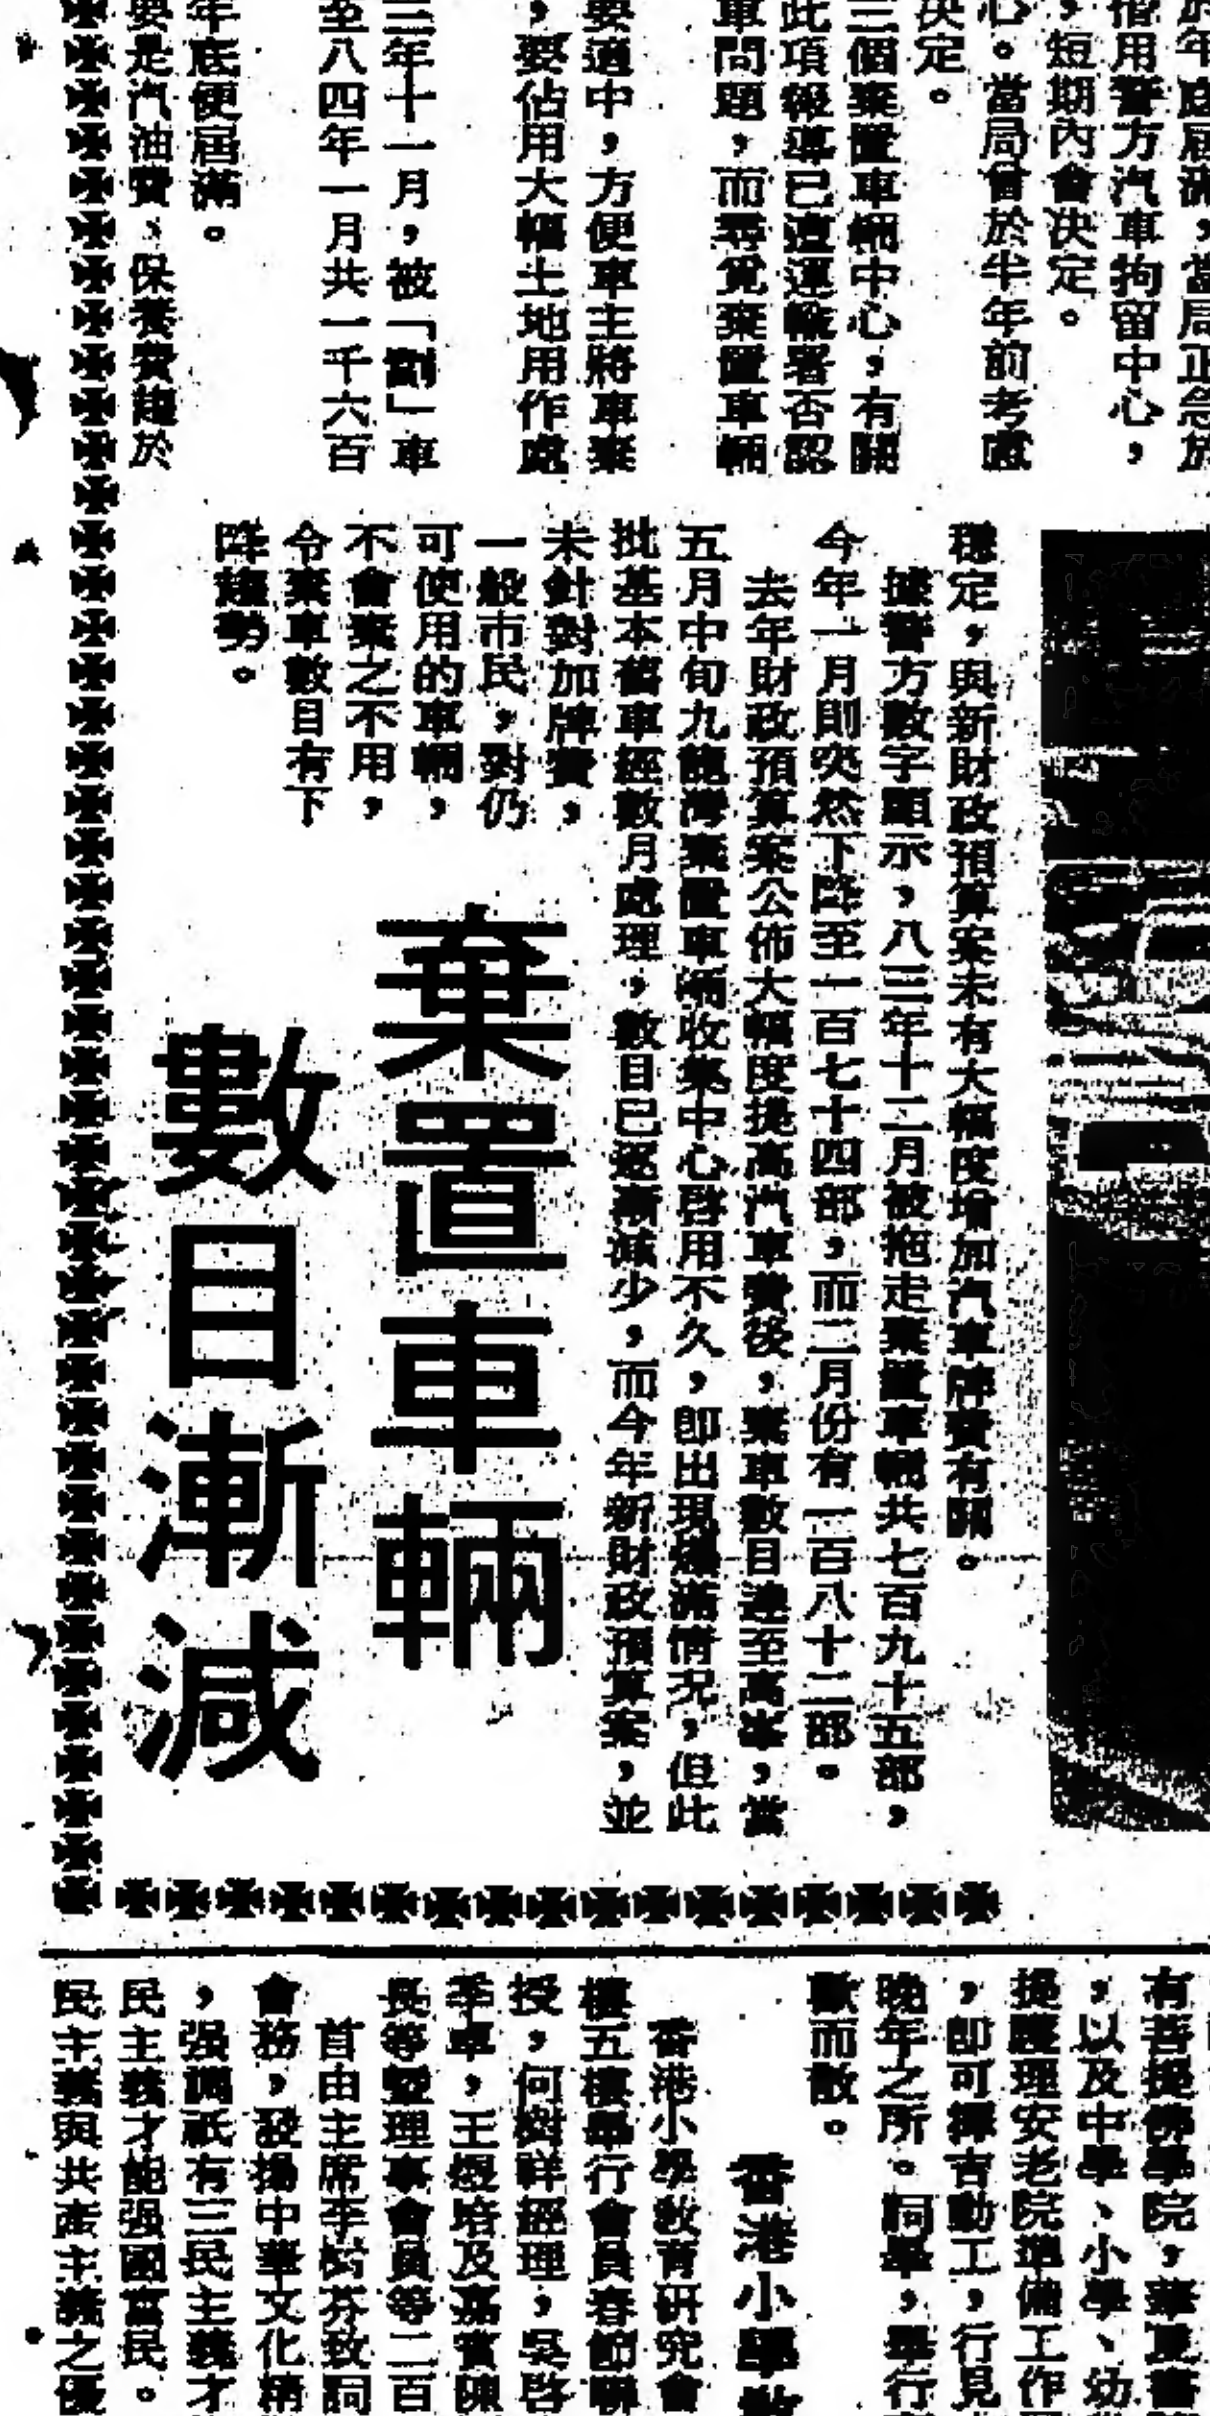 於年底屆滿，當局正急於
借用警方汽車拘留中心，
，短期內會決定。
心。當局曾於半年前考慮
決定。
三個棄置車輛中心，有關
此項報導已遭運輸署否認
車問題，而尋覓棄置車輛
要適中，方便車主將車棄
，要佔用大幅土地用作處
三年十一月，被「劏」車
至八四年一月共一千六百
年底便屆滿。
要是汽油費、保養費趨於
棄置車輛
數目漸減
穩定，與新財政預算案未有大幅度增加汽車牌費有關。
據警方數字顯示，八三年十二月被拖走棄置車輛共七百九十五部，
今年一月則突然下降至一百七十四部，而二月份有一百八十二部。
去年財政預算案公佈大幅度提高汽車費後，棄車數目達至高峯，當
五月中旬九龍灣棄置車輛收集中心啓用不久，即出現爆滿情況，但此
批基本舊車經數月處理，數目已逐漸減少，而今年新財政預算案，並
未針對加牌費，
一般市民，對仍
可使用的車輛，
不會棄之不用，
令棄車數目有下
降趨勢。
有菩提佛學院，華夏書
，以及中學、小學、幼
提護理安老院準備工作
，即可擇吉動工，行見
晚年之所。詞畢，舉行
歡而散。
香港小學教
香港小學教育研究會
樓五樓舉行會員春節聯
授，何樹祥經理，吳啓
季車，王培及嘉賓陳
長等暨理事會員等二百
首由主席李芬致詞
會務，發揚中華文化精
，强調祇有三民主義才
民主義才能强國富民。
民主義與共產主義之優